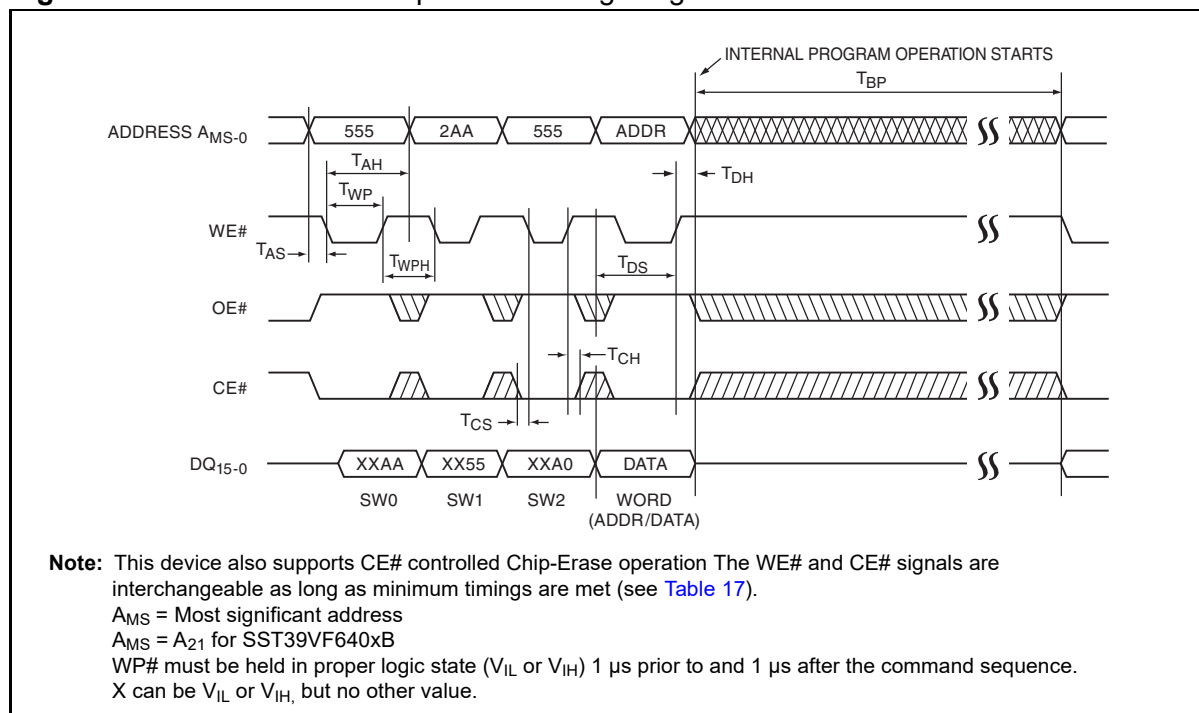 INTERNAL PROGRAM OPERATION STARTS
TBP
ADDRESS AMS-0
555 2AA 555 ADDR
TAH
TDH
TWP
WE#
TAS
TWPH
TDS
OE#
TCH
CE#
TCS
DQ15-0
XXAA XX55 XXA0 DATA
SW0 SW1 SW2 WORD
(ADDR/DATA)
Note: This device also supports CE# controlled Chip-Erase operation The WE# and CE# signals are
interchangeable as long as minimum timings are met (see Table 17).
AMS = Most significant address
AMS = A21 for SST39VF640xB
WP# must be held in proper logic state (VIL or VIH) 1 µs prior to and 1 µs after the command sequence.
X can be VIL or VIH, but no other value.